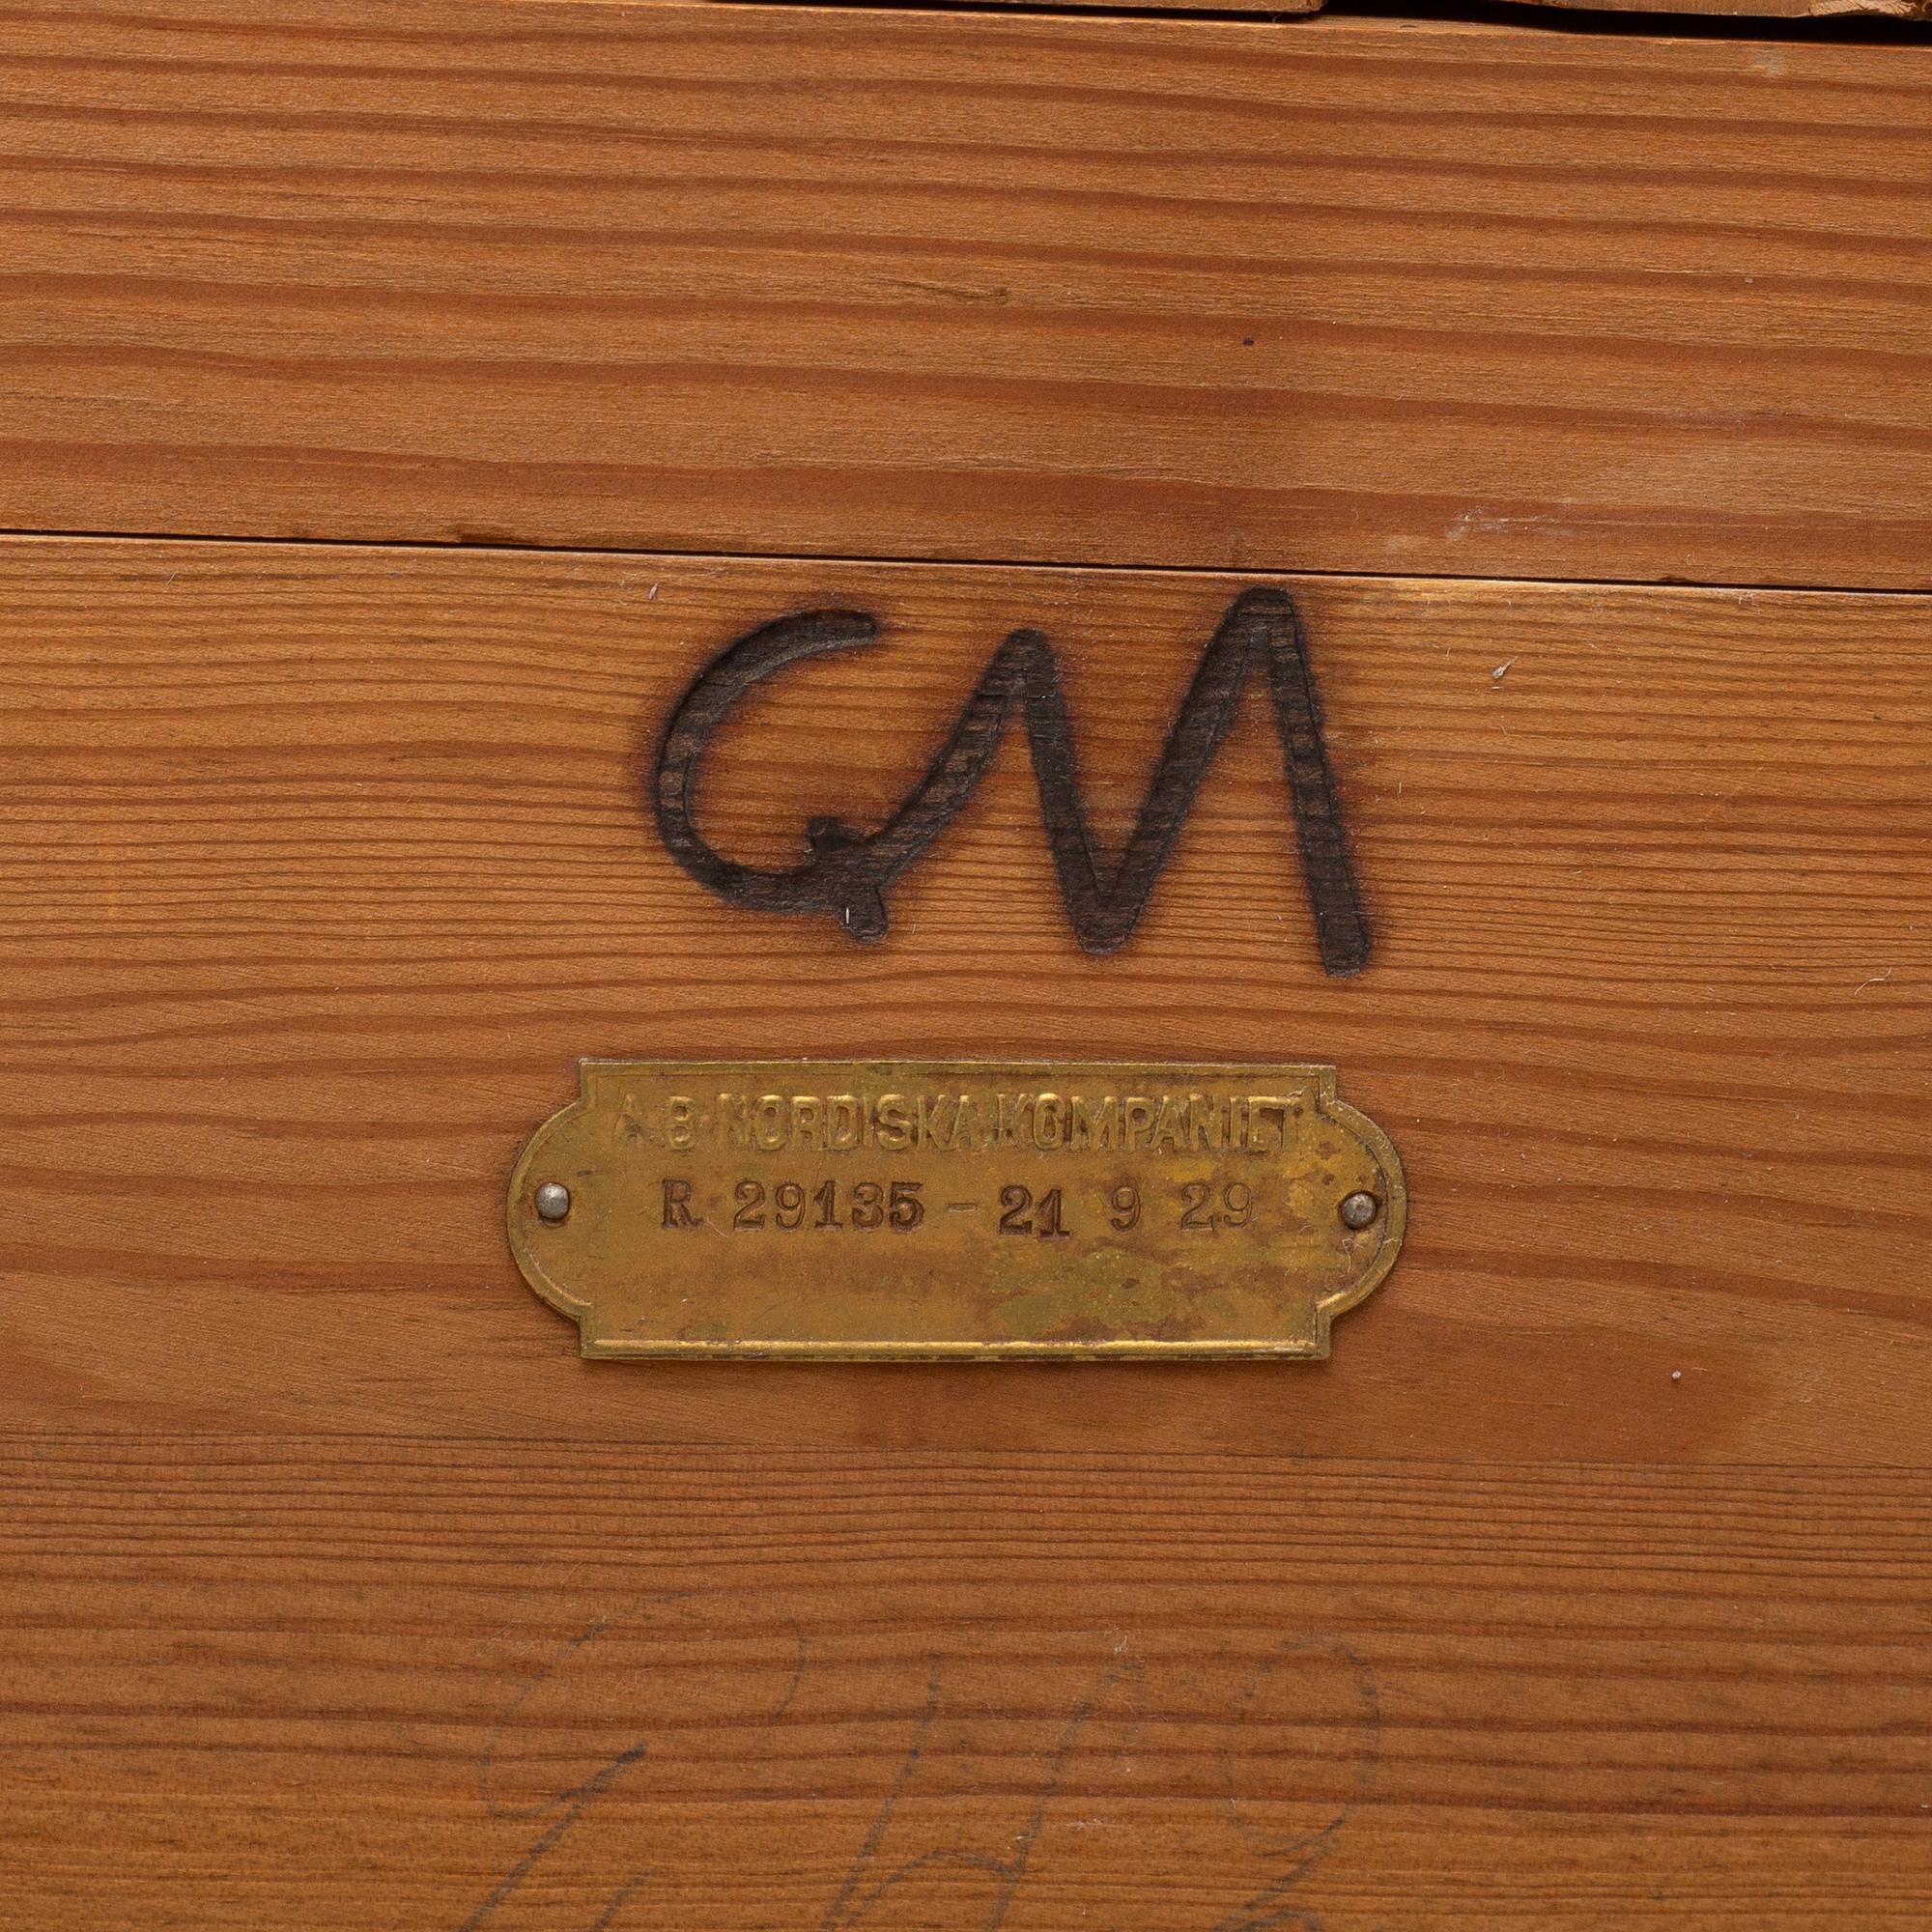 GM
A.B. NORDISKA KOMPANIET
R 29135 - 21 9 29